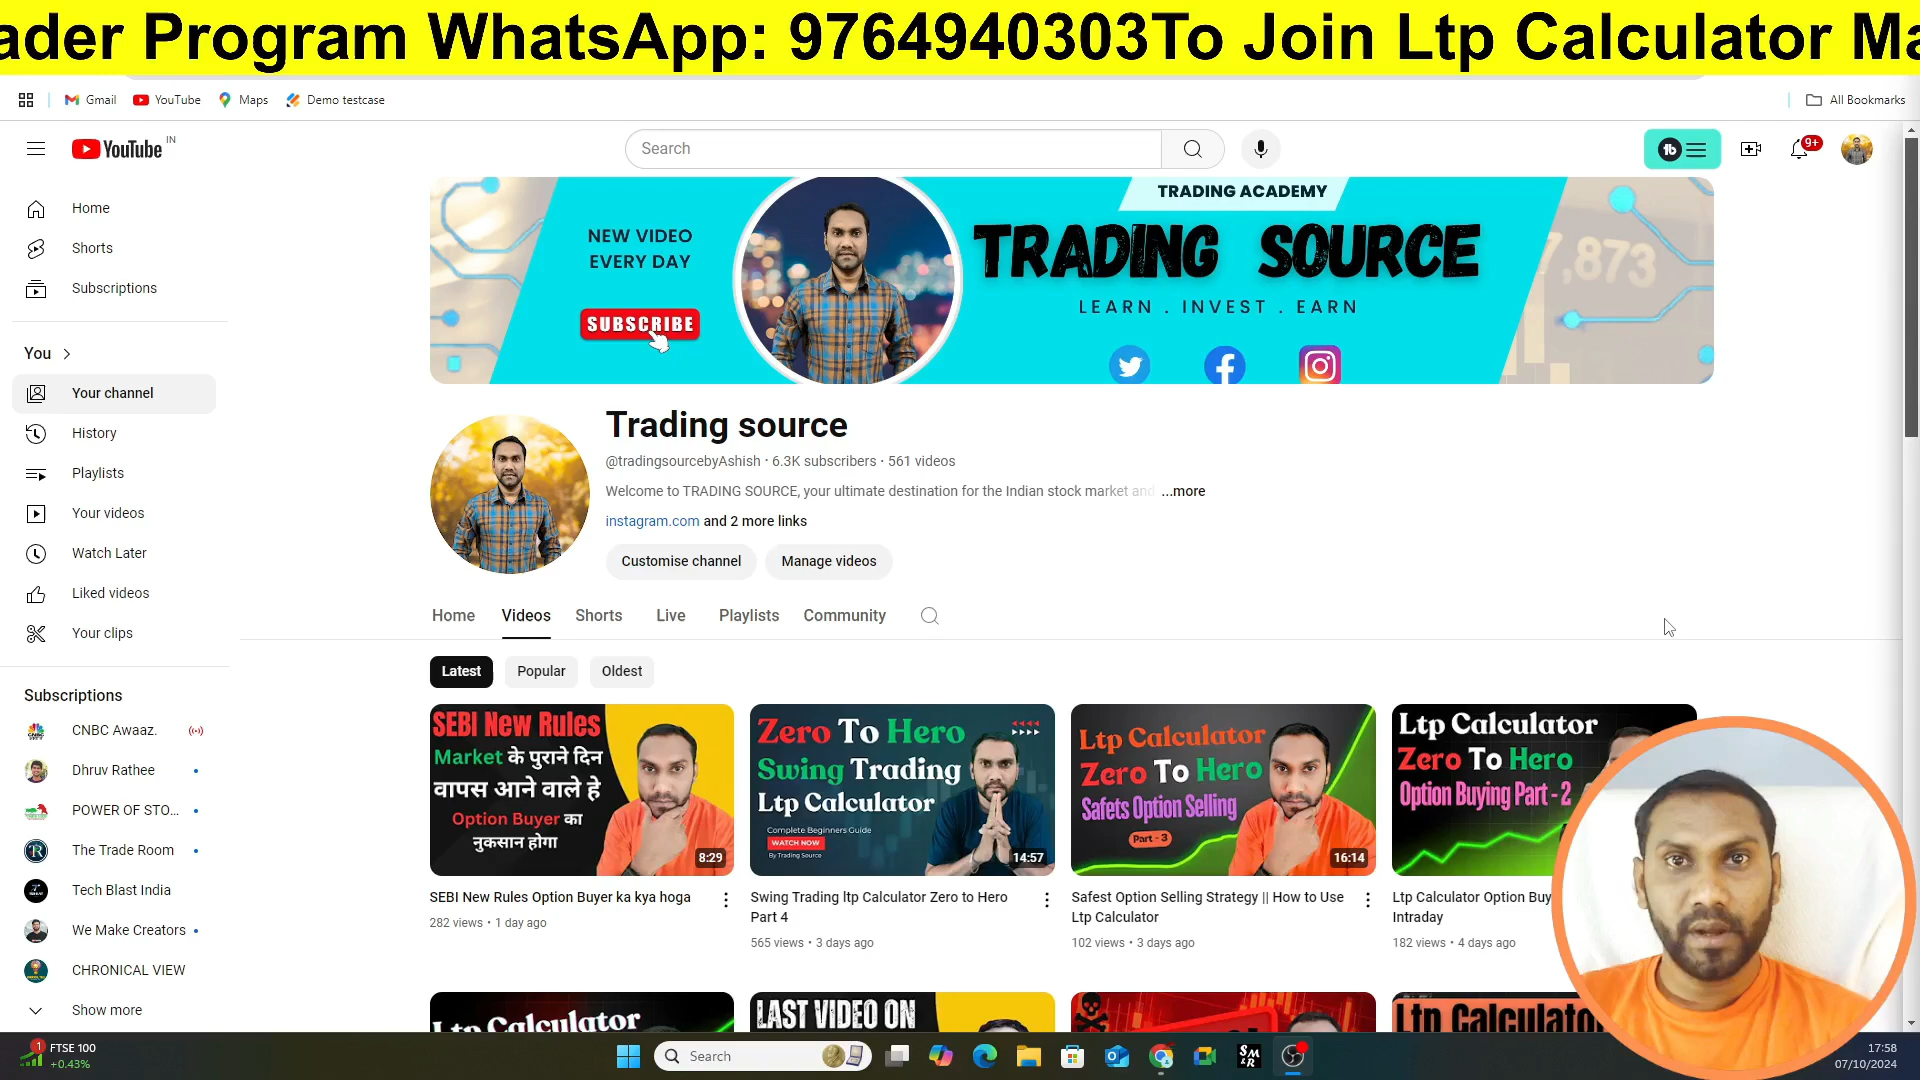 ader Program WhatsApp: 9764940303To Join Ltp Calculator Ma
Gmail
YouTube
Maps
Demo testcase
All Bookmarks
YouTube IN
Search
9+
Home
Shorts
Subscriptions
You
Your channel
History
Playlists
Your videos
Watch Later
Liked videos
Your clips
Subscriptions
CNBC Awaaz.
Dhruv Rathee
POWER OF STO...
The Trade Room
Tech Blast India
We Make Creators
CHRONICAL VIEW
Show more
NEW VIDEO
EVERY DAY
SUBSCRIBE
TRADING ACADEMY
TRADING SOURCE
LEARN . INVEST . EARN
7,873
Trading source
@tradingsourcebyAshish · 6.3K subscribers · 561 videos
Welcome to TRADING SOURCE, your ultimate destination for the Indian stock market and ...more
instagram.com and 2 more links
Customise channel
Manage videos
Home
Videos
Shorts
Live
Playlists
Community
Latest
Popular
Oldest
SEBI New Rules
Market के पुराने दिन
वापस आने वाले हे
Option Buyer का
नुकसान होगा
8:29
SEBI New Rules Option Buyer ka kya hoga
282 views · 1 day ago
Zero To Hero
Swing Trading
Ltp Calculator
Complete Beginners Guide
WATCH NOW
By Trading Source
14:57
Swing Trading ltp Calculator Zero to Hero
Part 4
565 views · 3 days ago
Ltp Calculator
Zero To Hero
Safets Option Selling
Part - 3
16:14
Safest Option Selling Strategy || How to Use
Ltp Calculator
102 views · 3 days ago
Ltp Calculator
Zero To Hero
Option Buying Part - 2
Ltp Calculator Option Buy
Intraday
182 views · 4 days ago
Ltp Calculator
LAST VIDEO ON
Ltp Calculator
1
FTSE 100
+0.43%
Search
SM
&R
17:58
07/10/2024